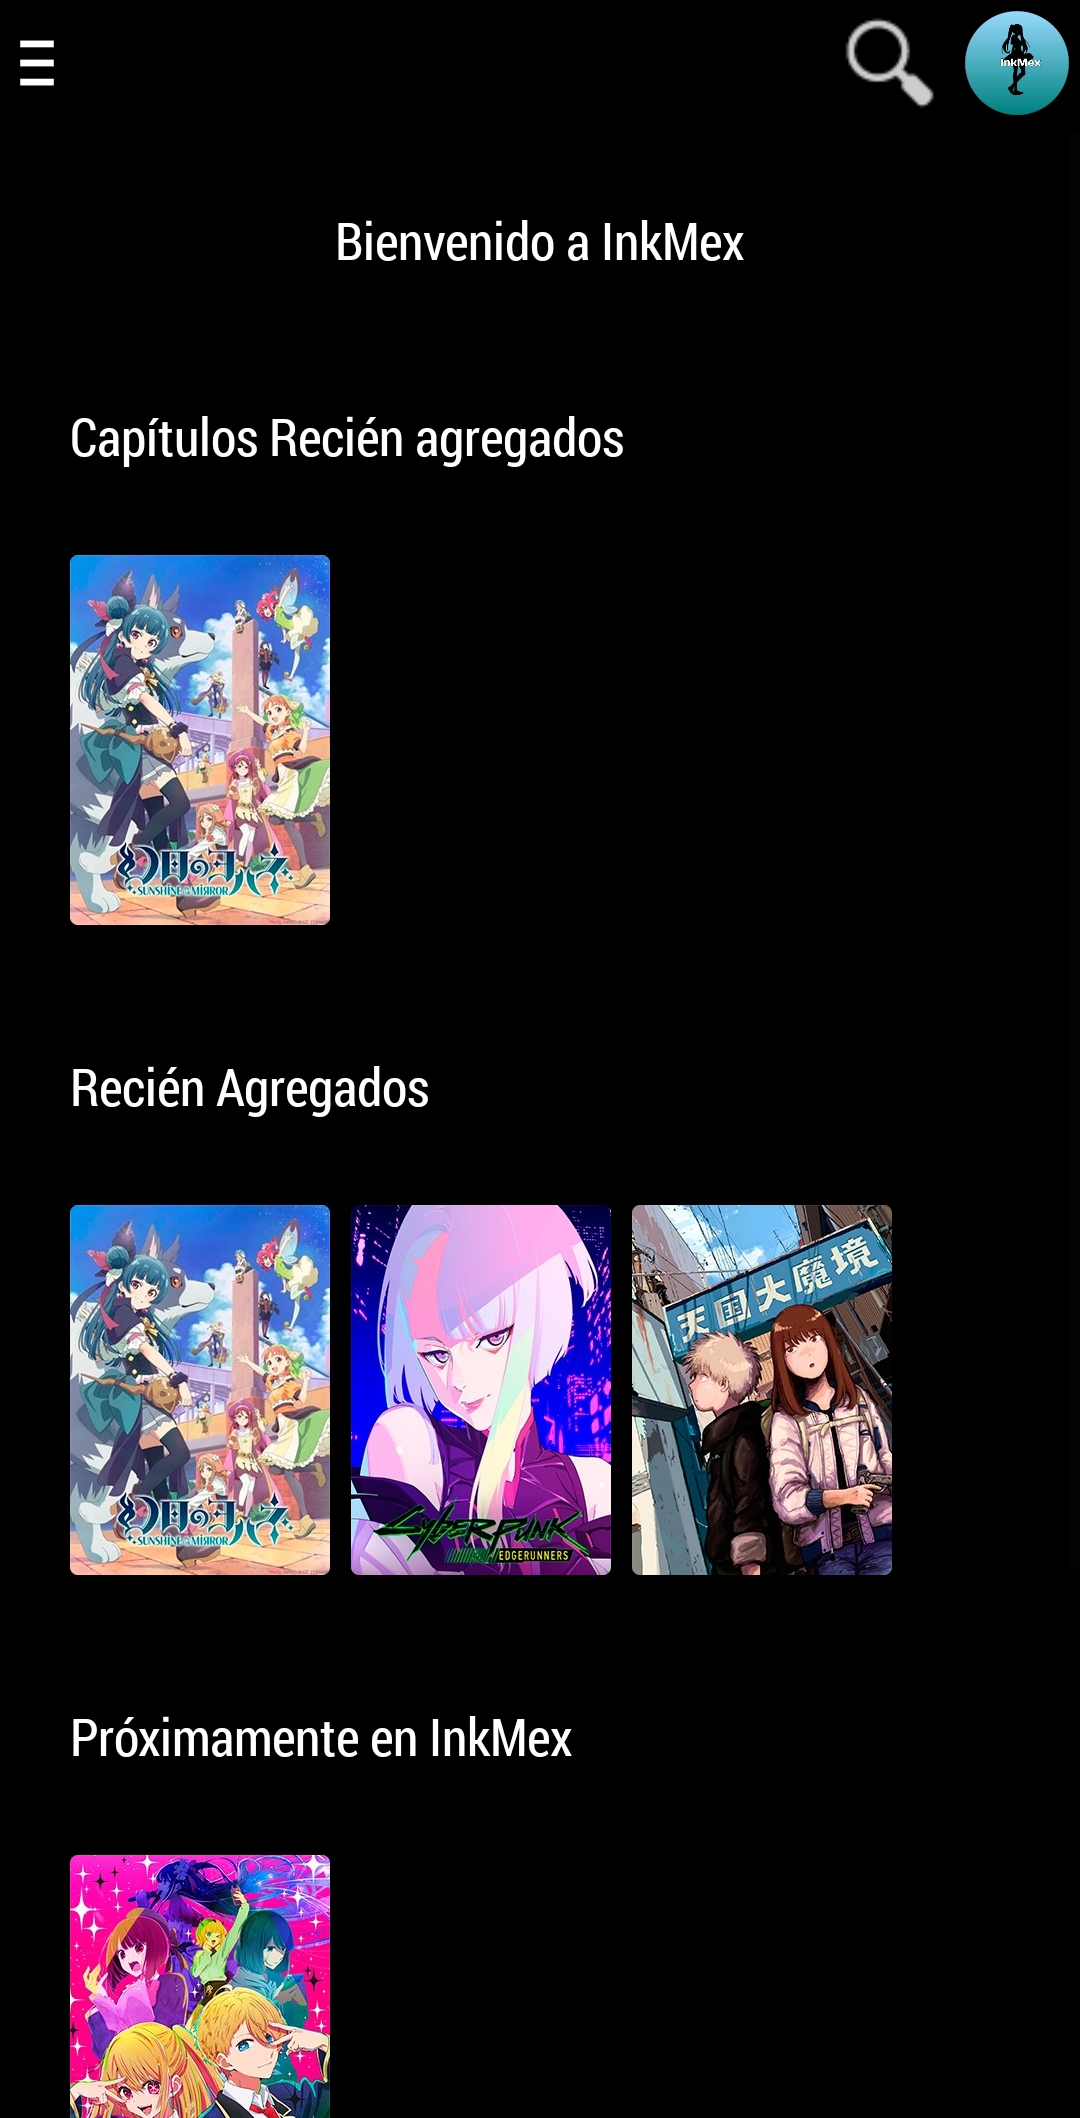 InkMex
Bienvenido a InkMex
Capítulos Recién agregados
幻日のヨハネ
SUNSHINE in the MIRROR
Recién Agregados
幻日のヨハネ
SUNSHINE in the MIRROR
CYBERPUNK
EDGERUNNERS
天国大魔境
Próximamente en InkMex